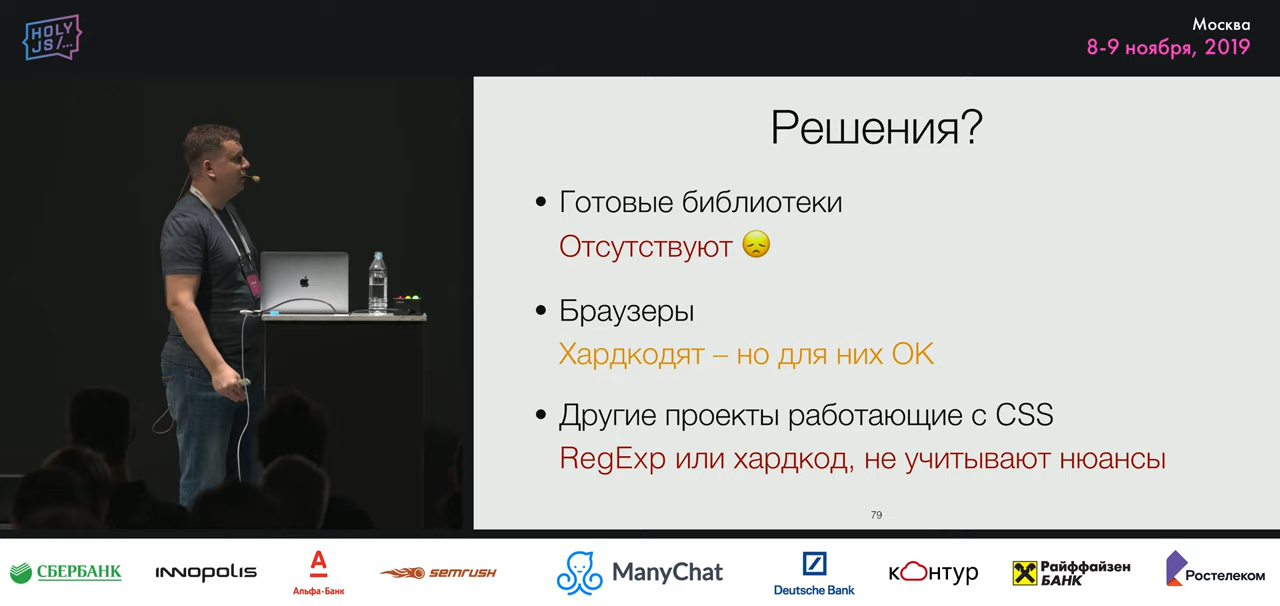 HOLY
JS/...
Москва
8-9 ноября, 2019
Решения?
• Готовые библиотеки
Отсутствуют 😞
• Браузеры
Хардкодят – но для них OK
• Другие проекты работающие с CSS
RegExp или хардкод, не учитывают нюансы
79
СБЕРБАНК
INNOPOLIS
Альфа·Банк
semrush
ManyChat
Deutsche Bank
контур
Райффайзен
БАНК
Ростелеком